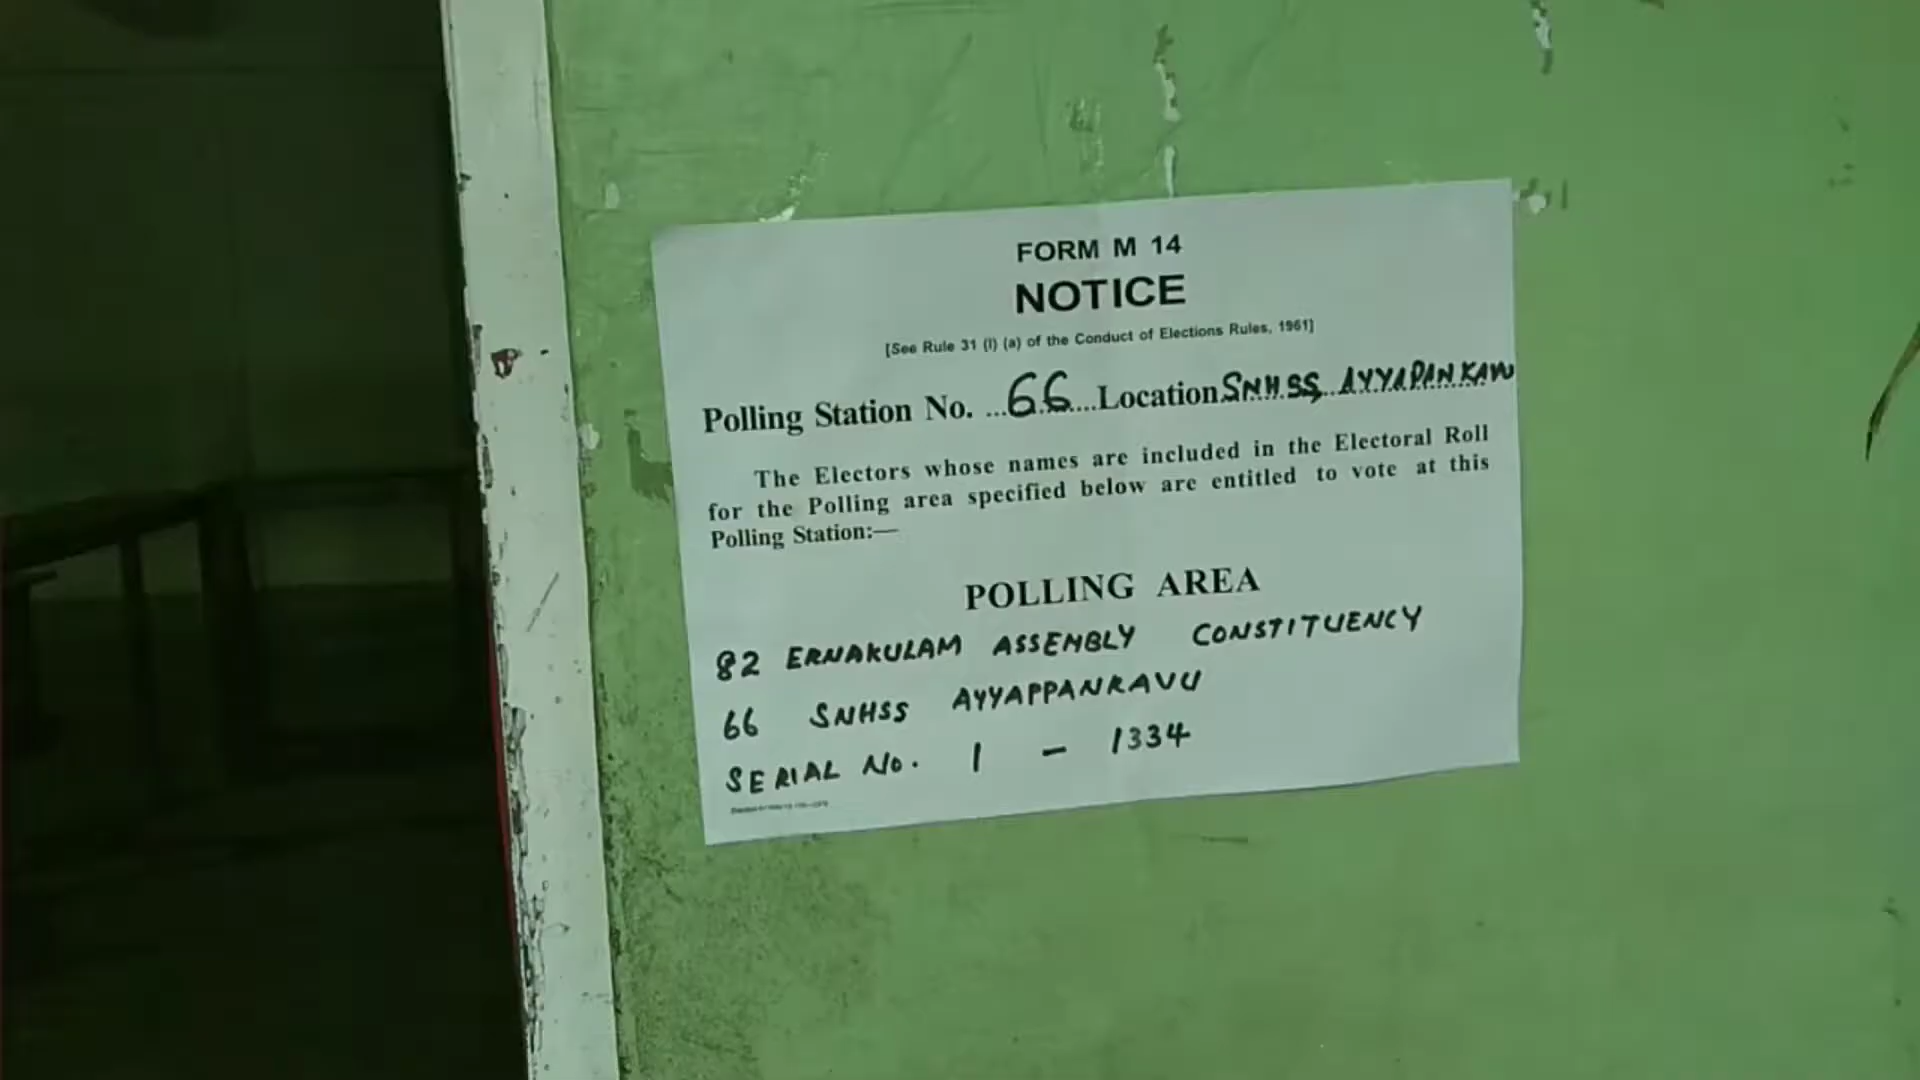 FORM M 14
NOTICE
[See Rule 31 (I) (a) of the Conduct of Elections Rules, 1961]
Polling Station No. ...66....Location SNHSS, AYYAPANKAVU
The Electors whose names are included in the Electoral Roll
for the Polling area specified below are entitled to vote at this
Polling Station:—
POLLING AREA
82 ERNAKULAM ASSEMBLY CONSTITUENCY
66 SNHSS AYYAPPANKAVU
SERIAL No. 1 - 1334